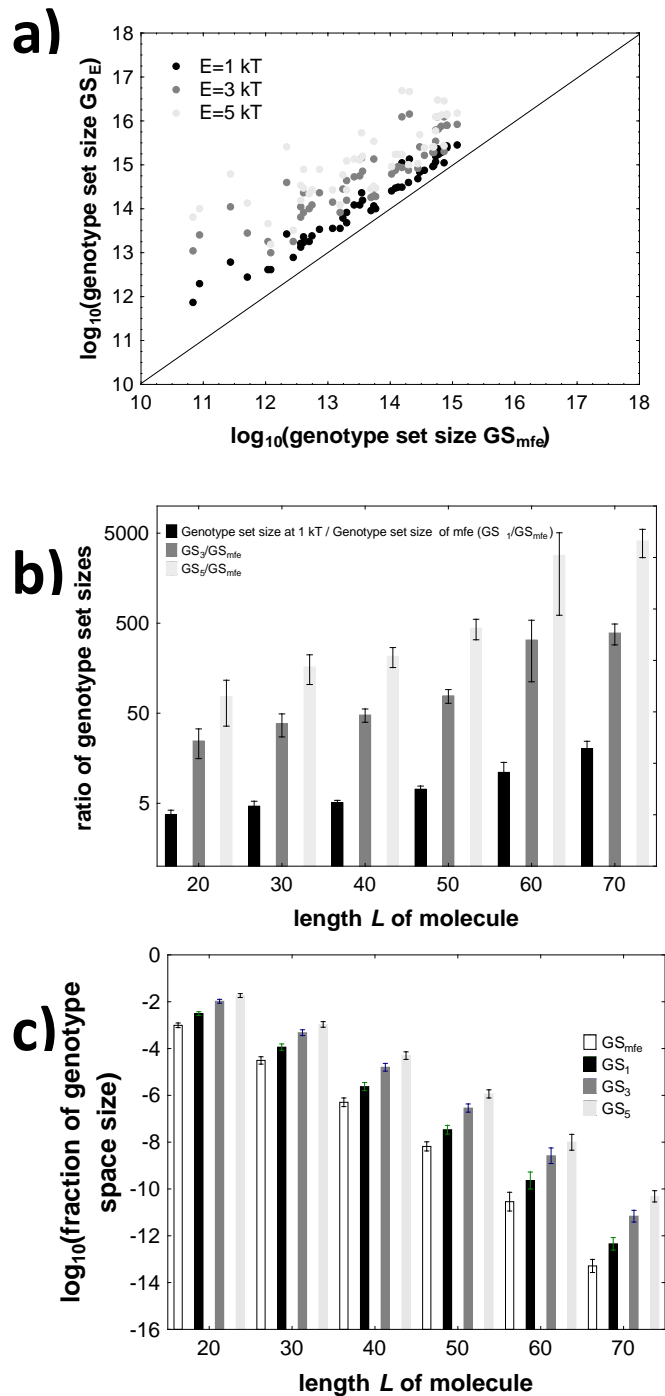 a)
18
17
16
15
14
13
12
11
10
log10(genotype set size GSE)
E=1 kT
E=3 kT
E=5 kT
10 11 12 13 14 15 16 17 18
log10(genotype set size GSmfe)
b)
5000
500
50
5
ratio of genotype set sizes
Genotype set size at 1 kT / Genotype set size of mfe (GS 1/GSmfe)
GS3/GSmfe
GS5/GSmfe
20 30 40 50 60 70
length L of molecule
c)
0
-2
-4
-6
-8
-10
-12
-14
-16
log10(fraction of genotype
space size)
GSmfe
GS1
GS3
GS5
20 30 40 50 60 70
length L of molecule